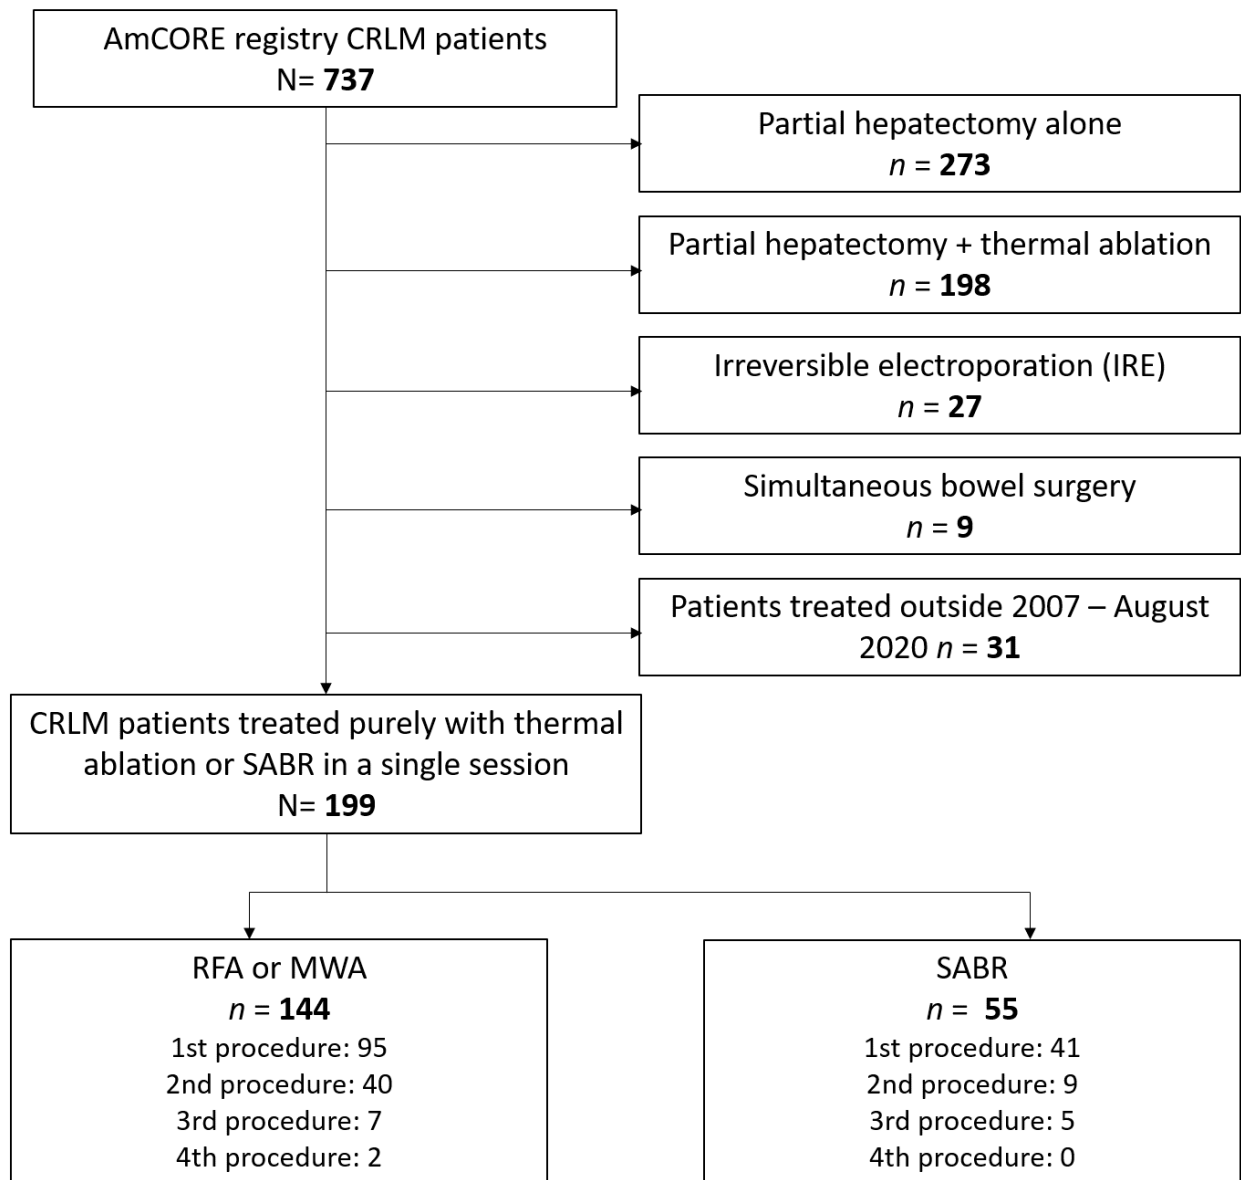 AmCORE registry CRLM patients
N= 737
Partial hepatectomy alone
n = 273
Partial hepatectomy + thermal ablation
n = 198
Irreversible electroporation (IRE)
n = 27
Simultaneous bowel surgery
n = 9
Patients treated outside 2007 – August
2020 n = 31
CRLM patients treated purely with thermal
ablation or SABR in a single session
N= 199
RFA or MWA
n = 144
1st procedure: 95
2nd procedure: 40
3rd procedure: 7
4th procedure: 2
SABR
n = 55
1st procedure: 41
2nd procedure: 9
3rd procedure: 5
4th procedure: 0